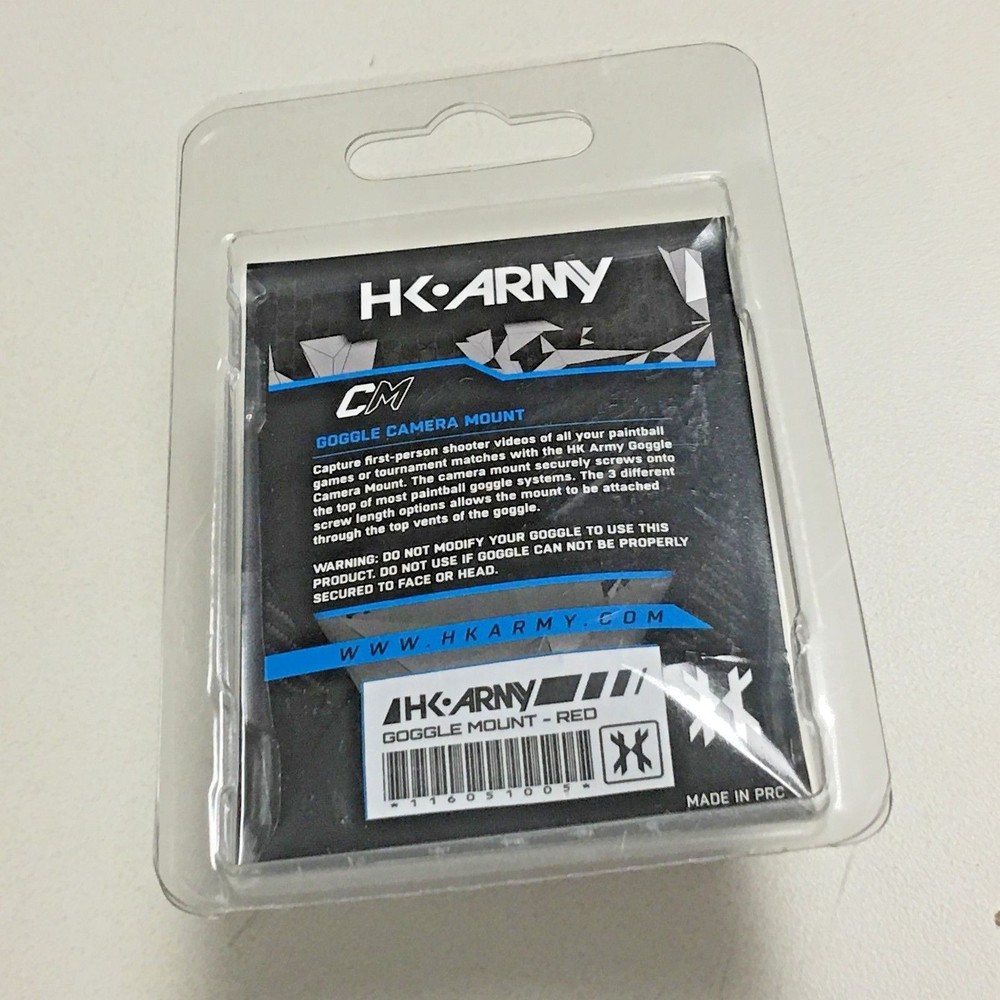 HK•ARMY
CM
GOGGLE CAMERA MOUNT
Capture first-person shooter videos of all your paintball
games or tournament matches with the HK Army Goggle
Camera Mount. The camera mount securely screws onto
the top of most paintball goggle systems. The 3 different
screw length options allows the mount to be attached
through the top vents of the goggle.
WARNING: DO NOT MODIFY YOUR GOGGLE TO USE THIS
PRODUCT. DO NOT USE IF GOGGLE CAN NOT BE PROPERLY
SECURED TO FACE OR HEAD.
WWW.HKARMY.COM
HK•ARMY
GOGGLE MOUNT - RED
*116051005*
MADE IN PRC